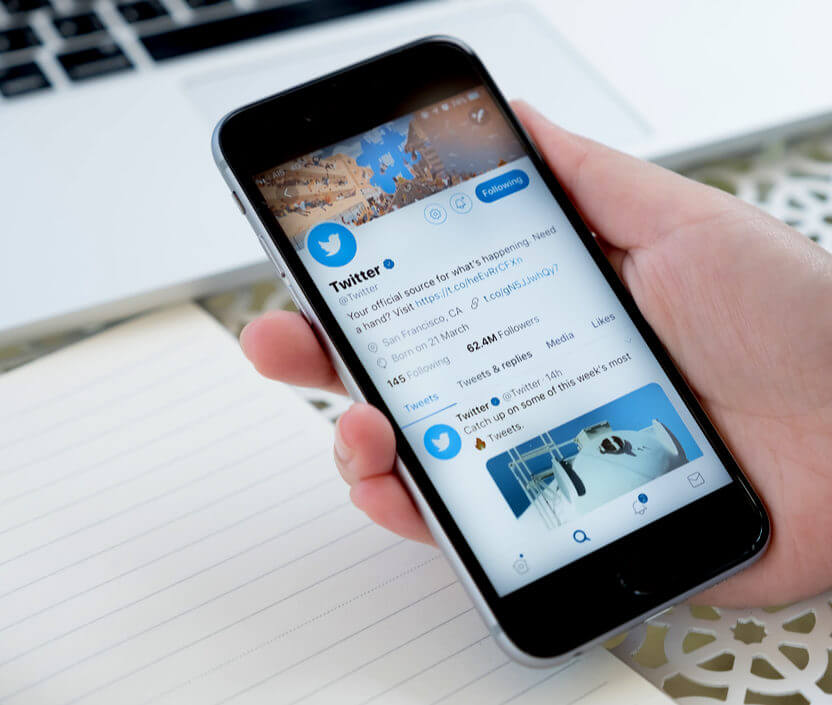 Following
Twitter
@Twitter
Your official source for what's happening. Need
a hand? Visit https://t.co/heEvRrCFXn
San Francisco, CA t.co/gN5JJwhQy7
Born on 21 March
145 Following 62.4M Followers
Tweets Tweets & replies Media Likes
Twitter @Twitter · 14h
Catch up on some of this week's most
🔥 Tweets.